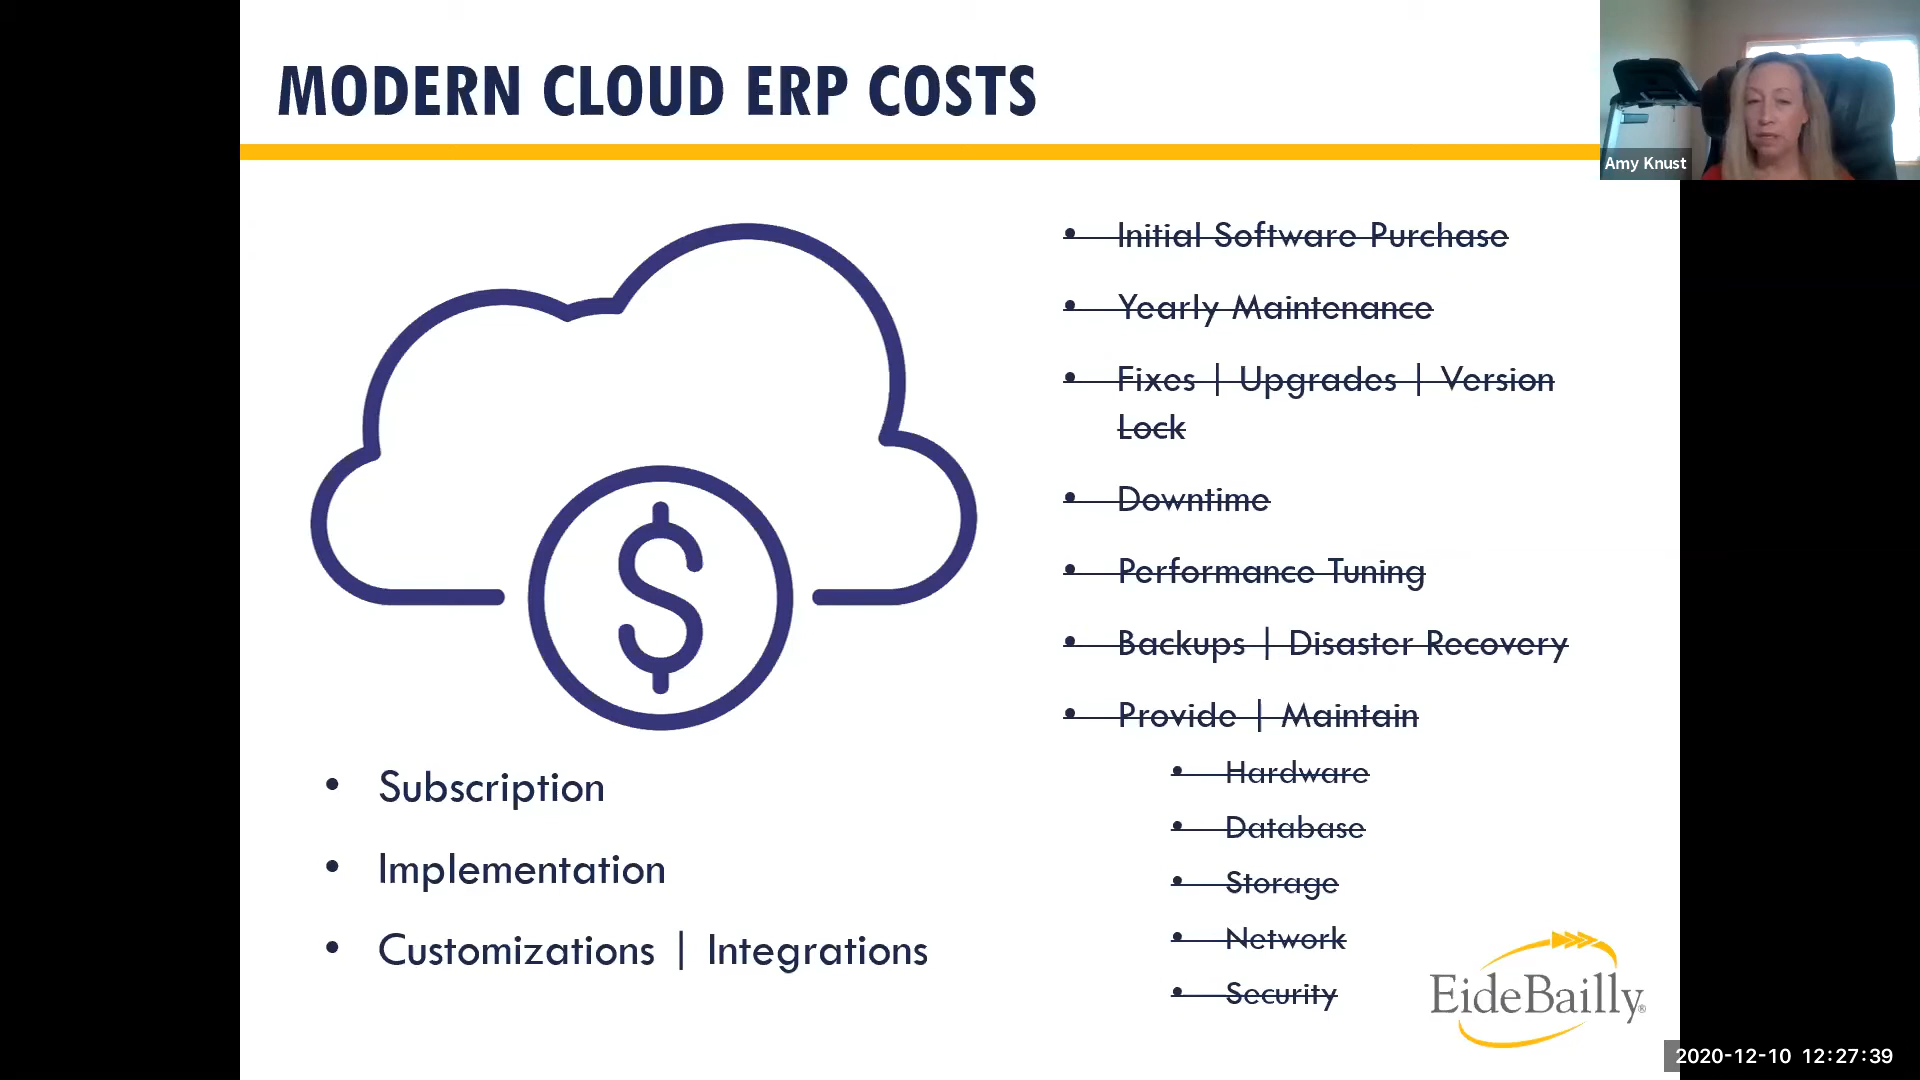 MODERN CLOUD ERP COSTS
Amy Knust
• Initial Software Purchase
• Yearly Maintenance
• Fixes | Upgrades | Version
Lock
• Downtime
• Performance Tuning
• Backups | Disaster Recovery
• Provide | Maintain
• Hardware
• Database
• Storage
• Network
• Security
$
• Subscription
• Implementation
• Customizations | Integrations
EideBailly®
2020-12-10 12:27:39